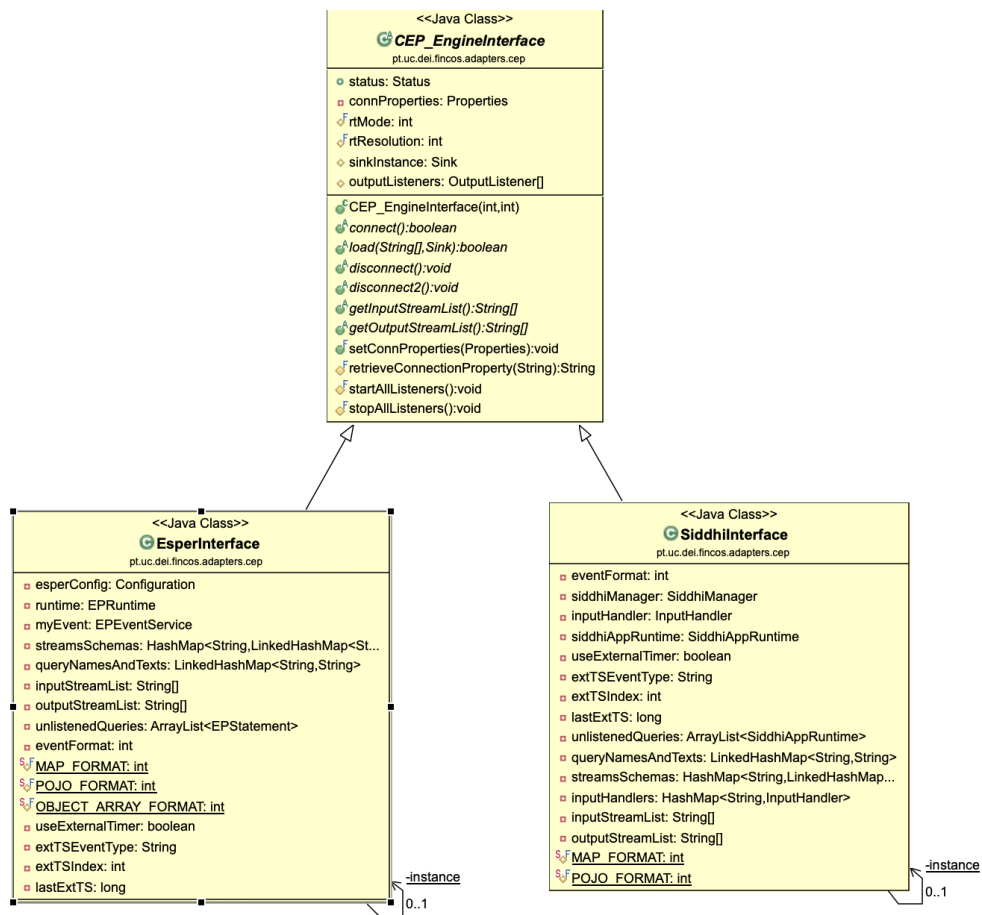 <<Java Class>>
CEP_EngineInterface
pt.uc.dei.fincos.adapters.cep
status: Status
connProperties: Properties
F rtMode: int
F rtResolution: int
sinkInstance: Sink
outputListeners: OutputListener[]
C CEP_EngineInterface(int,int)
A connect():boolean
A load(String[],Sink):boolean
A disconnect():void
A disconnect2():void
A getInputStreamList():String[]
A getOutputStreamList():String[]
F setConnProperties(Properties):void
F retrieveConnectionProperty(String):String
F startAllListeners():void
F stopAllListeners():void
<<Java Class>>
EsperInterface
pt.uc.dei.fincos.adapters.cep
esperConfig: Configuration
runtime: EPRuntime
myEvent: EPEventService
streamsSchemas: HashMap<String,LinkedHashMap<St...
queryNamesAndTexts: LinkedHashMap<String,String>
inputStreamList: String[]
outputStreamList: String[]
unlistenedQueries: ArrayList<EPStatement>
eventFormat: int
S F MAP_FORMAT: int
S F POJO_FORMAT: int
S F OBJECT_ARRAY_FORMAT: int
useExternalTimer: boolean
extTSEventType: String
extTSIndex: int
lastExtTS: long
-instance
0..1
<<Java Class>>
SiddhiInterface
pt.uc.dei.fincos.adapters.cep
eventFormat: int
siddhiManager: SiddhiManager
inputHandler: InputHandler
siddhiAppRuntime: SiddhiAppRuntime
useExternalTimer: boolean
extTSEventType: String
extTSIndex: int
lastExtTS: long
unlistenedQueries: ArrayList<SiddhiAppRuntime>
queryNamesAndTexts: LinkedHashMap<String,String>
streamsSchemas: HashMap<String,LinkedHashMap...
inputHandlers: HashMap<String,InputHandler>
inputStreamList: String[]
outputStreamList: String[]
S F MAP_FORMAT: int
S F POJO_FORMAT: int
-instance
0..1